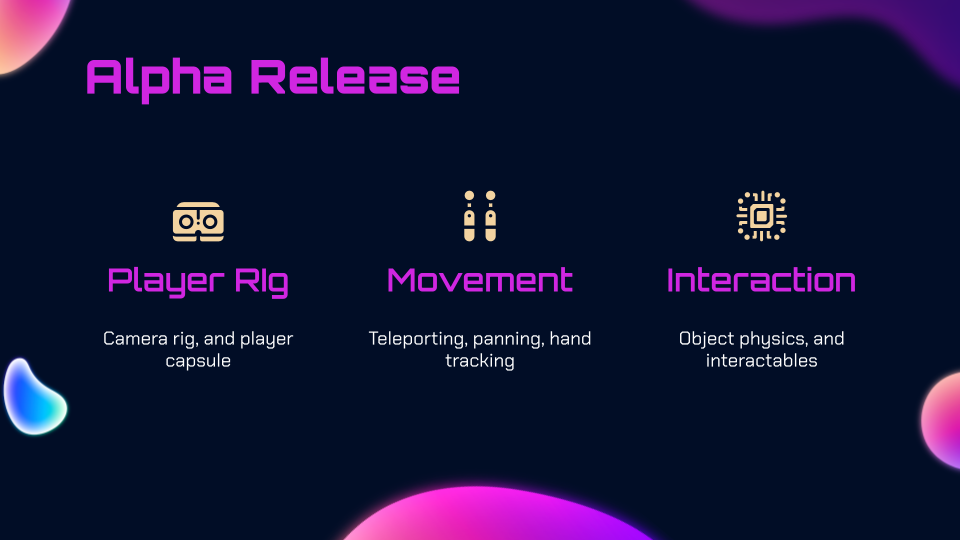 Alpha Release
Player RIg
Movement
Interaction
Camera rig, and player
capsule
Teleporting, panning, hand
tracking
Object physics, and
interactables